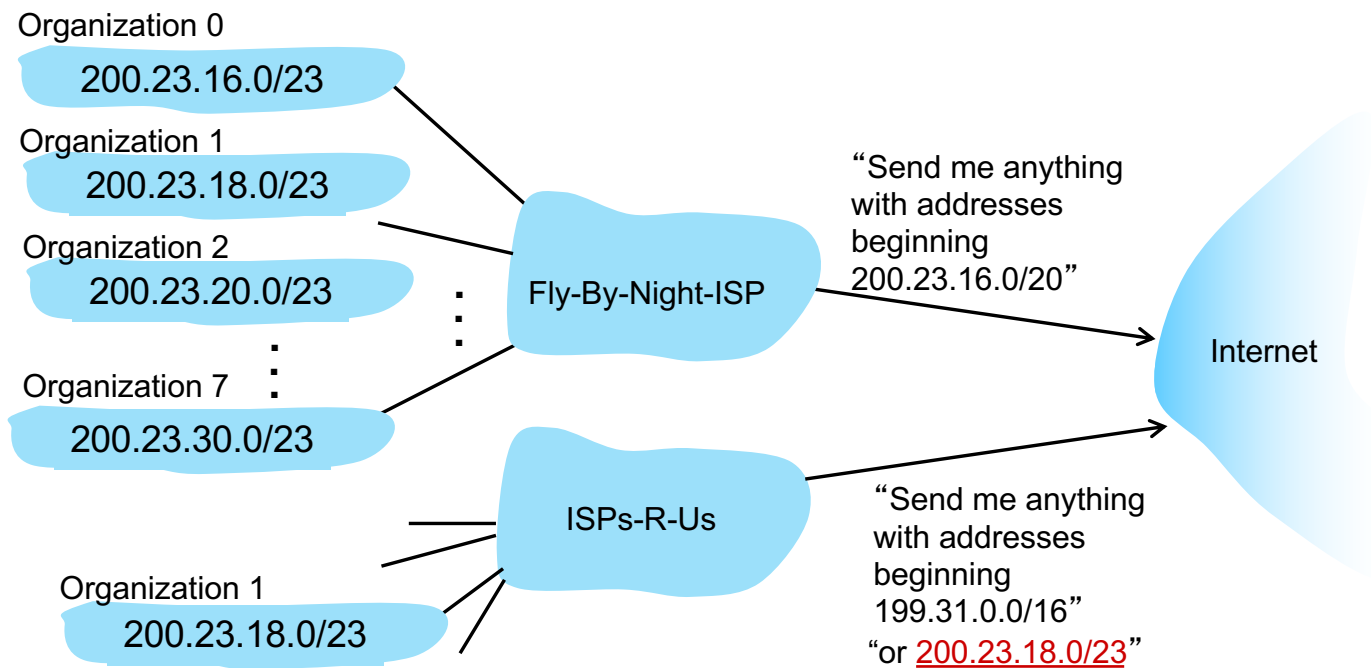 Organization 0
200.23.16.0/23
Organization 1
200.23.18.0/23
Organization 2
200.23.20.0/23
Organization 7
200.23.30.0/23
Fly-By-Night-ISP
“Send me anything
with addresses
beginning
200.23.16.0/20”
Internet
ISPs-R-Us
Organization 1
200.23.18.0/23
“Send me anything
with addresses
beginning
199.31.0.0/16”
“or 200.23.18.0/23”